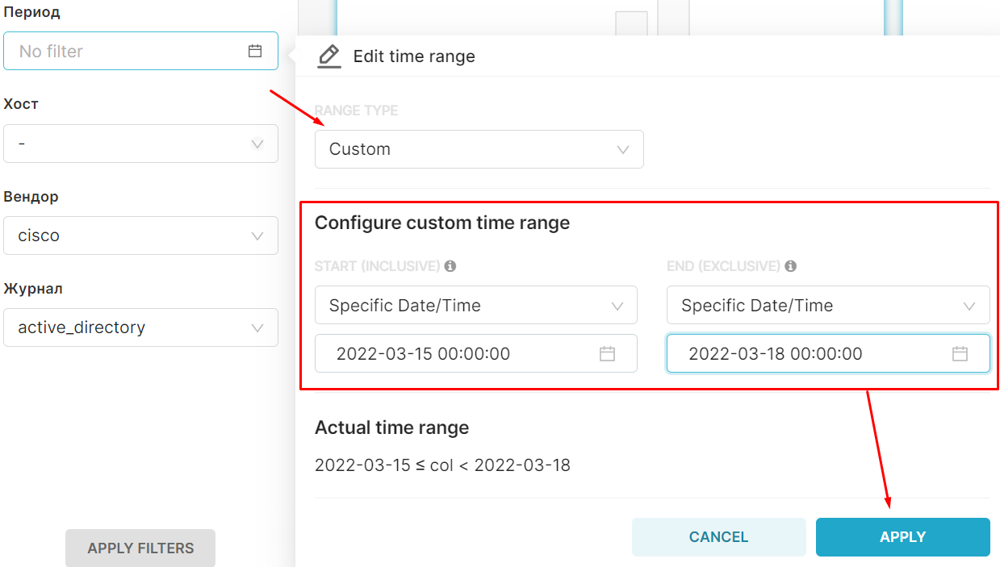 Период
No filter
Хост
-
Вендор
cisco
Журнал
active_directory
APPLY FILTERS
Edit time range
RANGE TYPE
Custom
Configure custom time range
START (INCLUSIVE)
END (EXCLUSIVE)
Specific Date/Time
Specific Date/Time
2022-03-15 00:00:00
2022-03-18 00:00:00
Actual time range
2022-03-15 ≤ col < 2022-03-18
CANCEL
APPLY